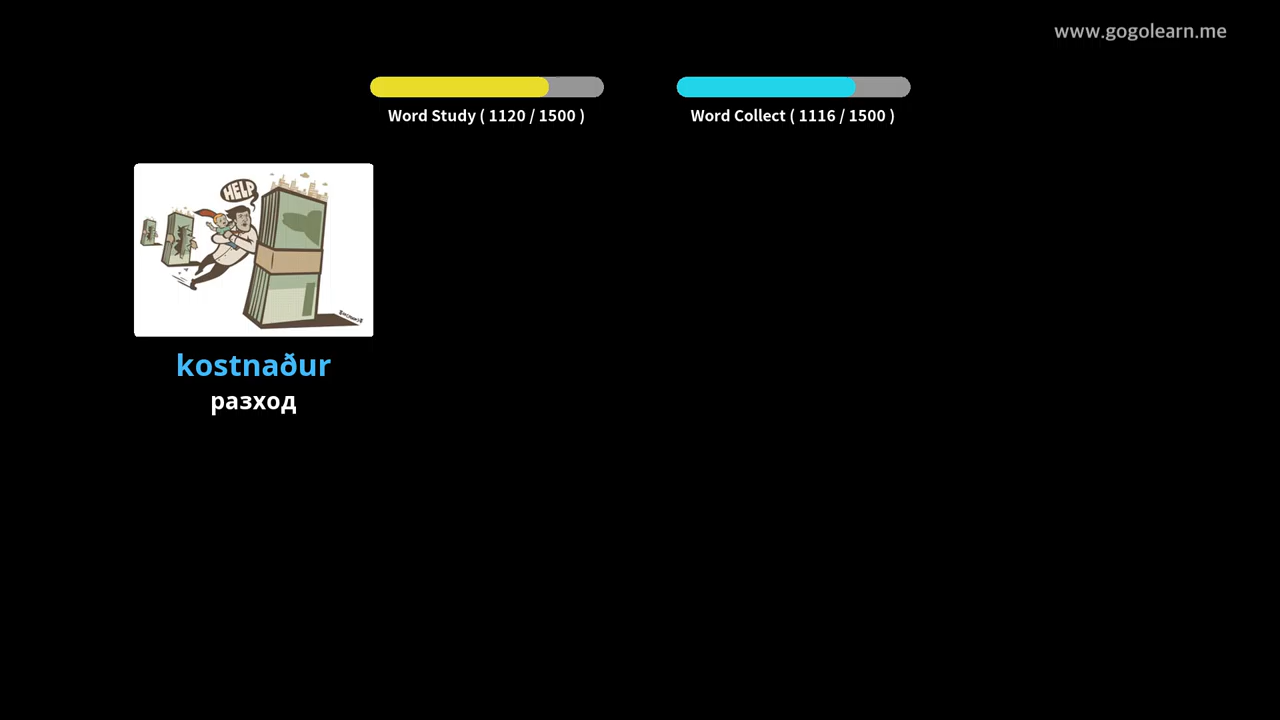 www.gogolearn.me
Word Study ( 1120 / 1500 )
Word Collect ( 1116 / 1500 )
HELP
kostnaður
разход